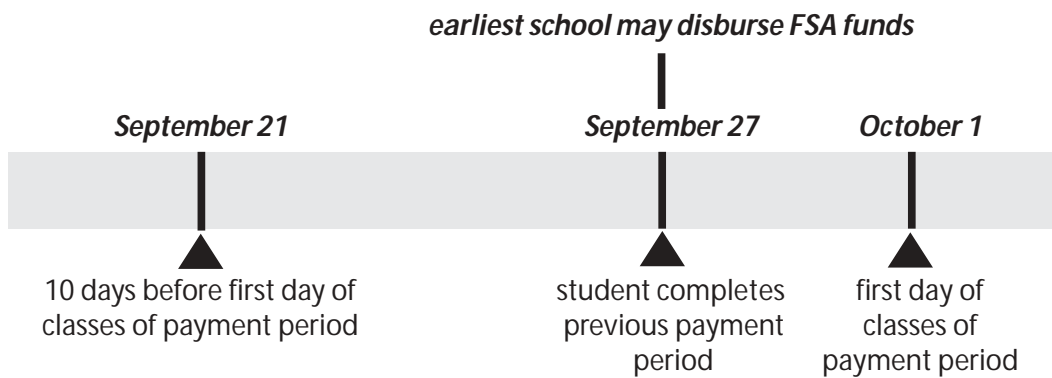 earliest school may disburse FSA funds
September 21
September 27
October 1
10 days before first day of
classes of payment period
student completes
previous payment
period
first day of
classes of
payment period